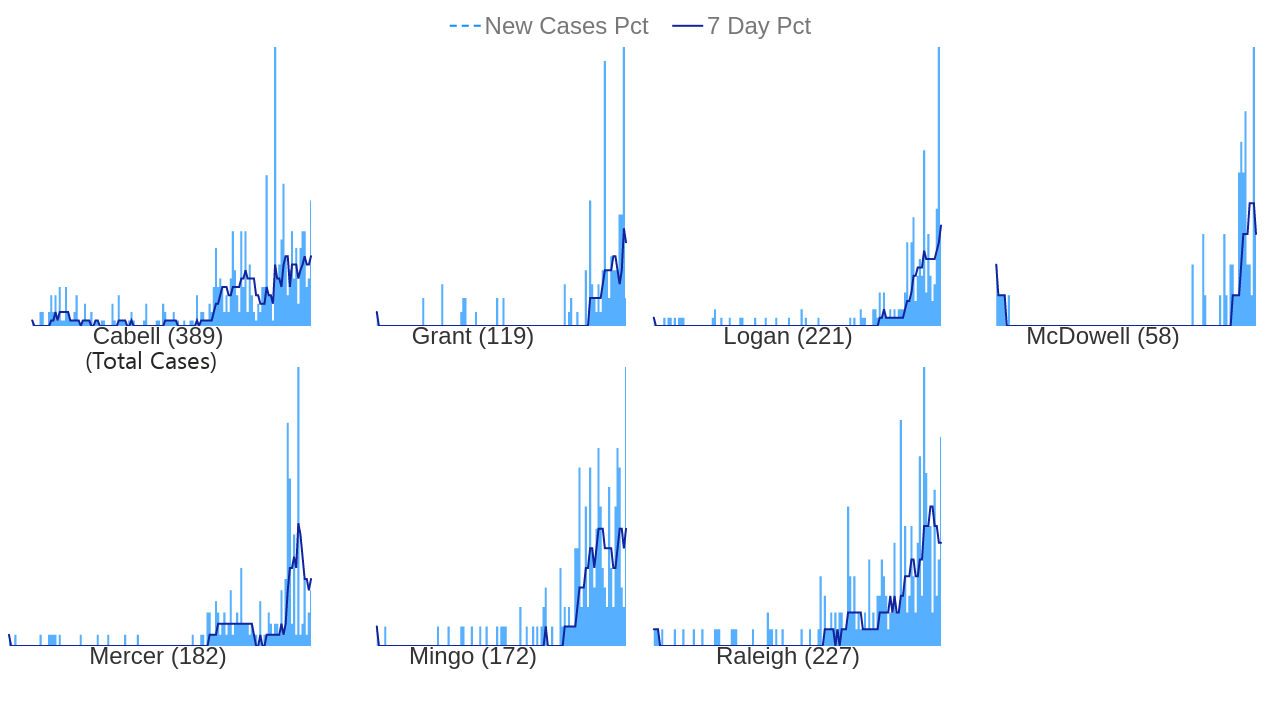 New Cases Pct 7 Day Pct
Cabell (389) Grant (119) Logan (221) McDowell (58)
(Total Cases)
Mercer (182) Mingo (172) Raleigh (227)